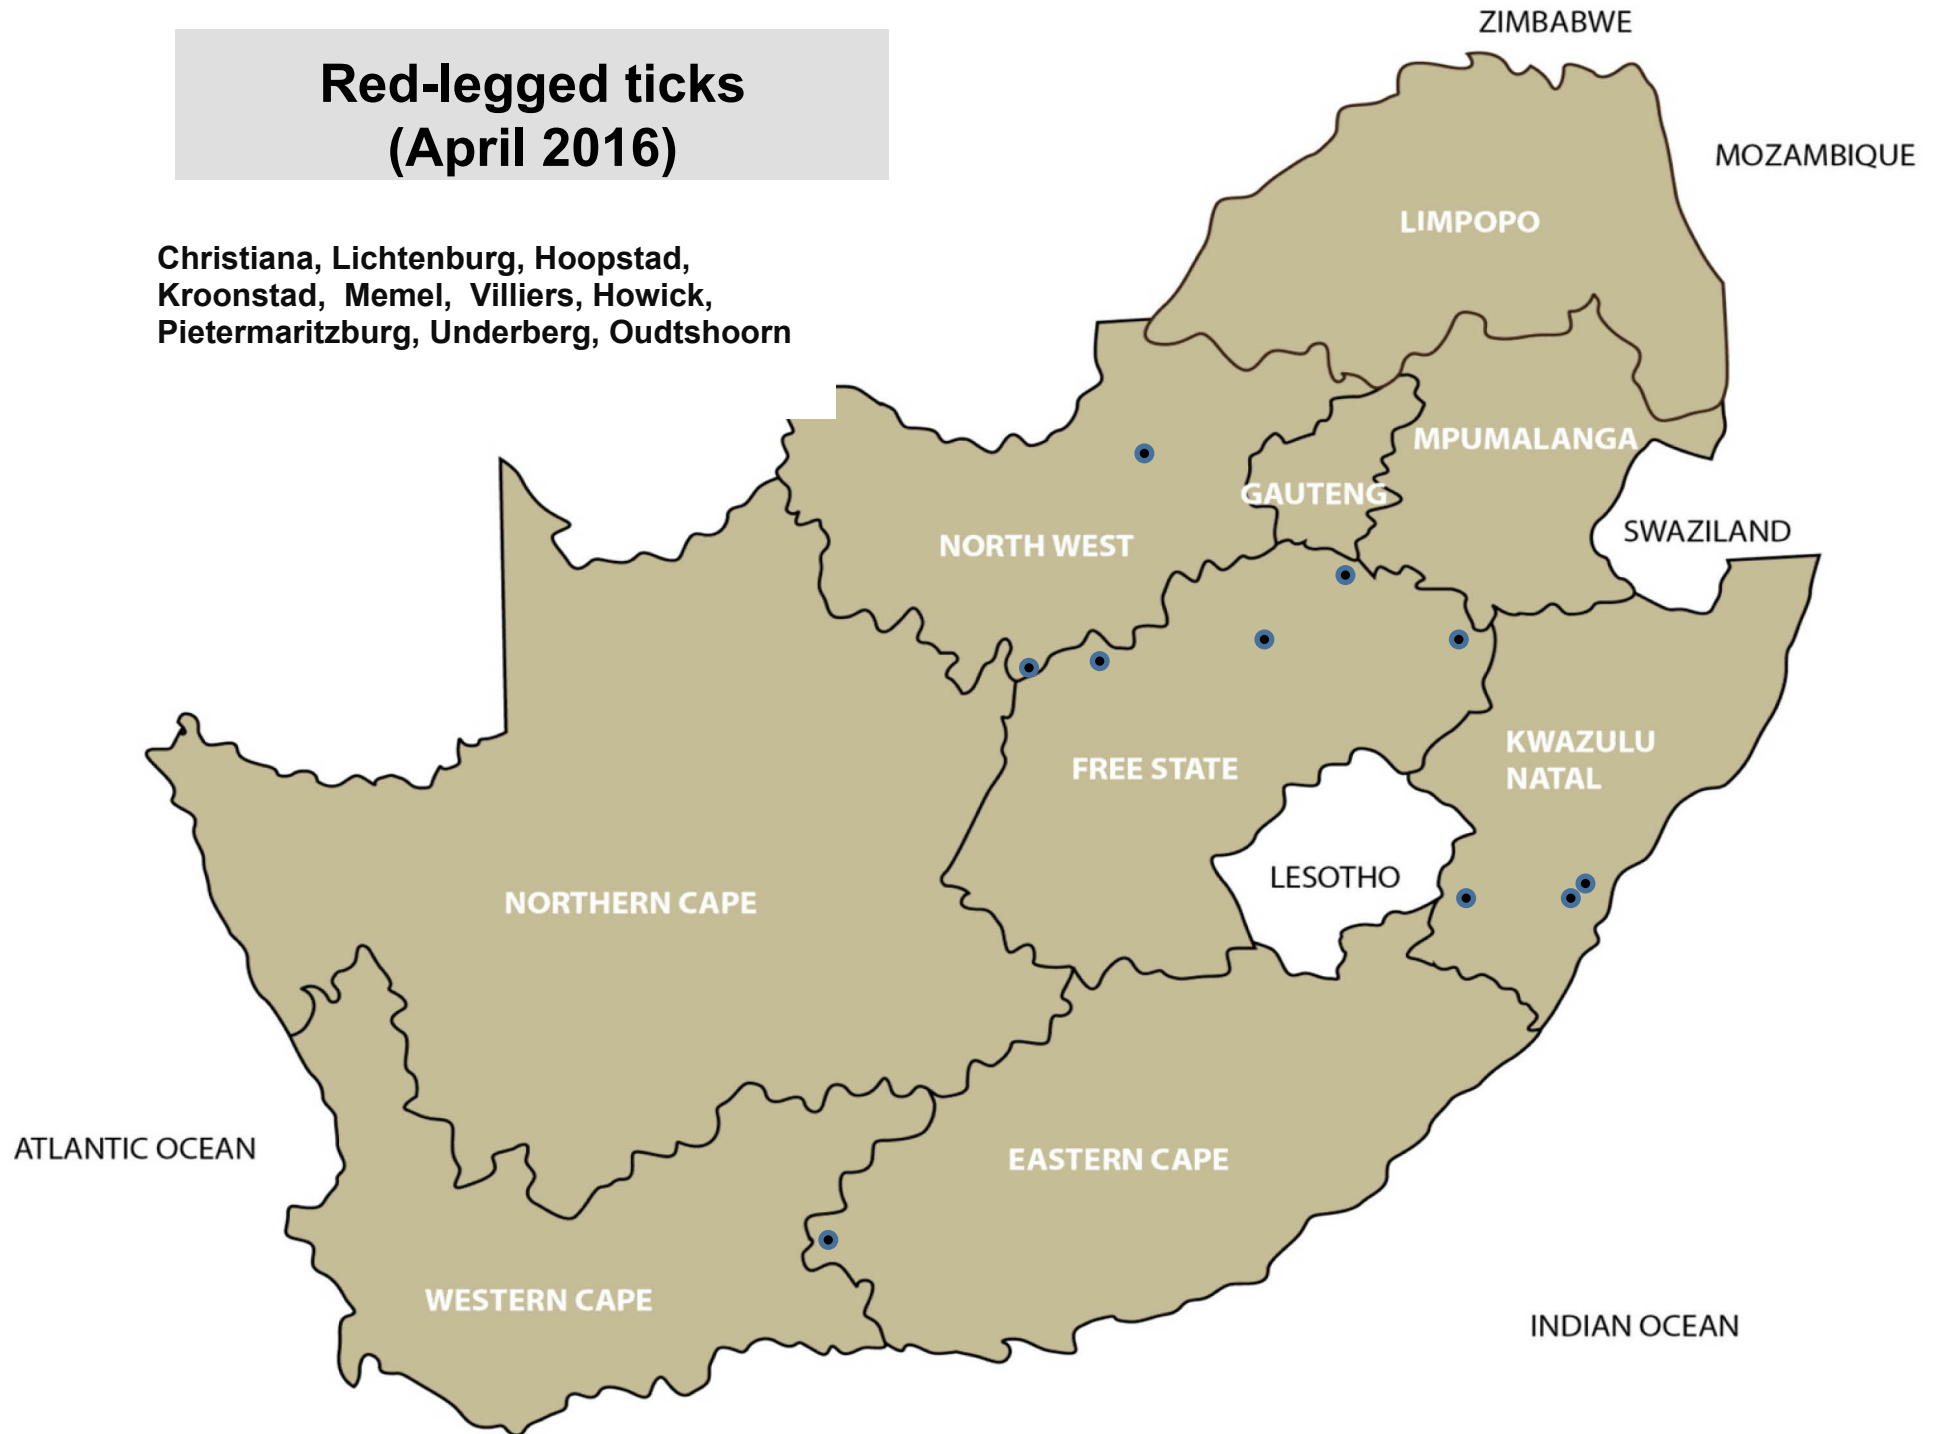 Red-legged ticks
(April 2016)
Christiana, Lichtenburg, Hoopstad,
Kroonstad, Memel, Villiers, Howick,
Pietermaritzburg, Underberg, Oudtshoorn
ZIMBABWE
MOZAMBIQUE
LIMPOPO
MPUMALANGA
GAUTENG
SWAZILAND
NORTH WEST
KWAZULU
NATAL
FREE STATE
LESOTHO
NORTHERN CAPE
ATLANTIC OCEAN
EASTERN CAPE
WESTERN CAPE
INDIAN OCEAN